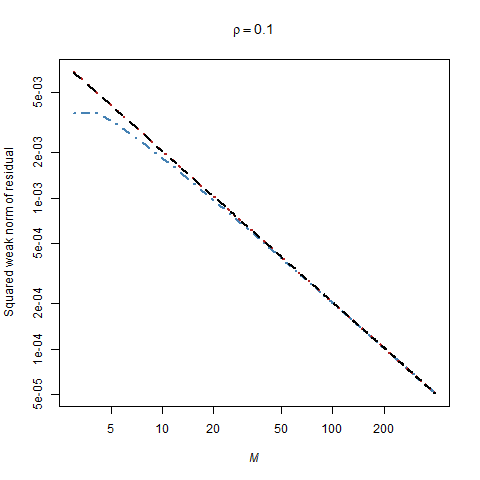 ρ = 0.1
Squared weak norm of residual
5e-03
2e-03
1e-03
5e-04
2e-04
1e-04
5e-05
5 10 20 50 100 200
M